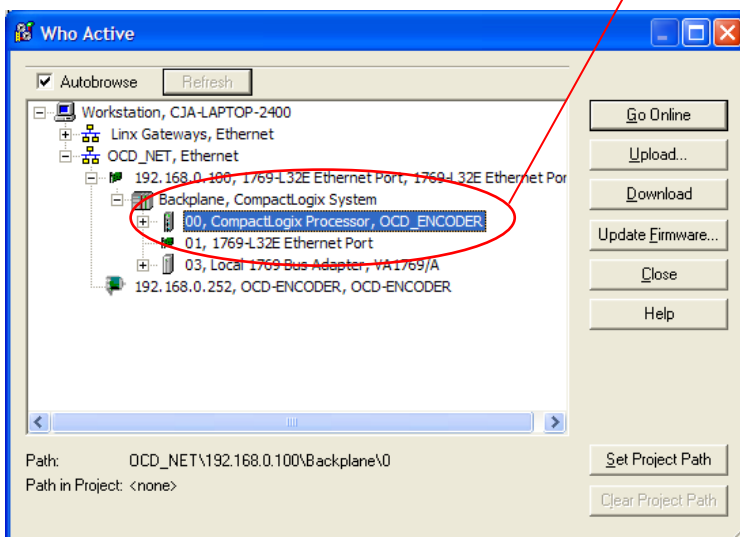 Who Active
Autobrowse
Refresh
Workstation, CJA-LAPTOP-2400
Linx Gateways, Ethernet
OCD_NET, Ethernet
192.168.0.100, 1769-L32E Ethernet Port, 1769-L32E Ethernet Por
Backplane, CompactLogix System
00, CompactLogix Processor, OCD_ENCODER
01, 1769-L32E Ethernet Port
03, Local 1769 Bus Adapter, VA1769/A
192.168.0.252, OCD-ENCODER, OCD-ENCODER
Go Online
Upload...
Download
Update Firmware...
Close
Help
Path: OCD_NET\192.168.0.100\Backplane\0
Path in Project: <none>
Set Project Path
Clear Project Path